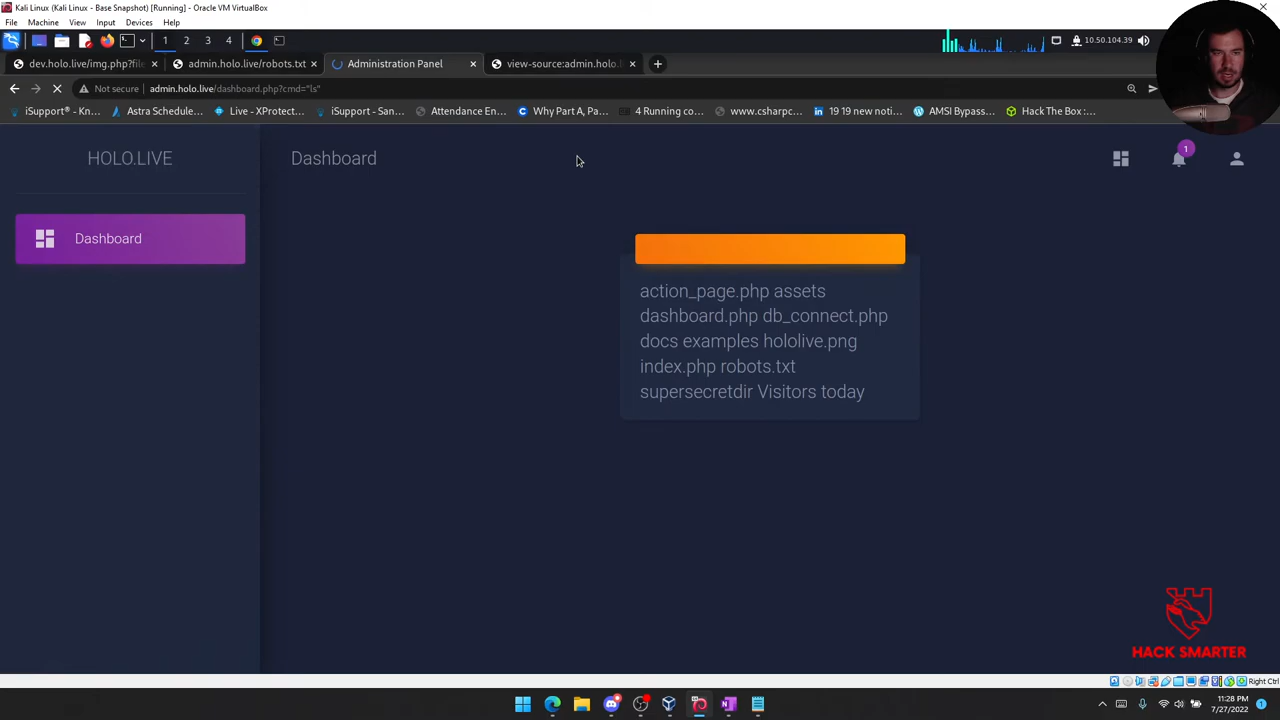 Kali Linux (Kali Linux - Base Snapshot) [Running] - Oracle VM VirtualBox
File Machine View Input Devices Help
1 2 3 4 10.50.104.39
dev.holo.live/img.php?fil admin.holo.live/robots.txt Administration Panel view-source:admin.holo.l
Not secure admin.holo.live/dashboard.php?cmd="ls"
iSupport® - Kn... Astra Schedule... Live - XProtect... iSupport - San... Attendance En... Why Part A, Pa... 4 Running co... www.csharpc... 19 19 new noti... AMSI Bypass... Hack The Box :...
HOLO.LIVE
Dashboard
1
Dashboard
action_page.php assets
dashboard.php db_connect.php
docs examples hololive.png
index.php robots.txt
supersecretdir Visitors today
HACK SMARTER
Right Ctrl
11:28 PM
7/27/2022
1